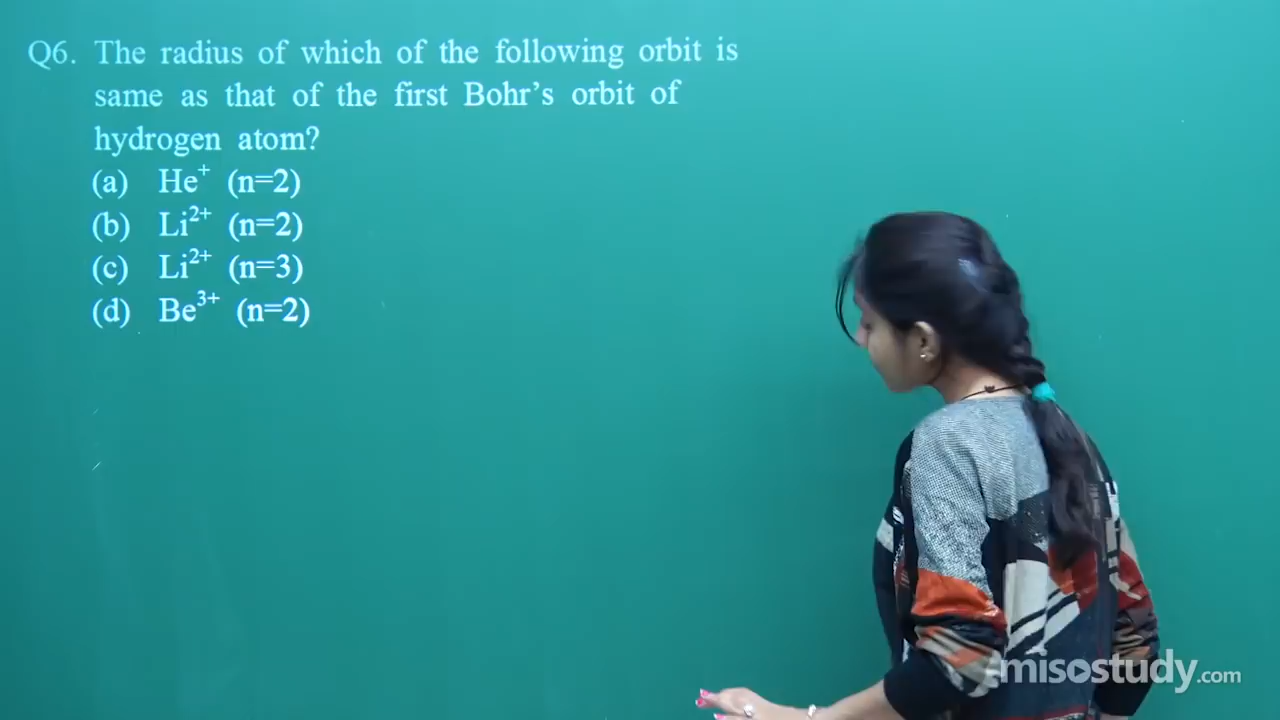 Q6. The radius of which of the following orbit is
same as that of the first Bohr's orbit of
hydrogen atom?
(a) He⁺ (n=2)
(b) Li²⁺ (n=2)
(c) Li²⁺ (n=3)
(d) Be³⁺ (n=2)
misostudy.com